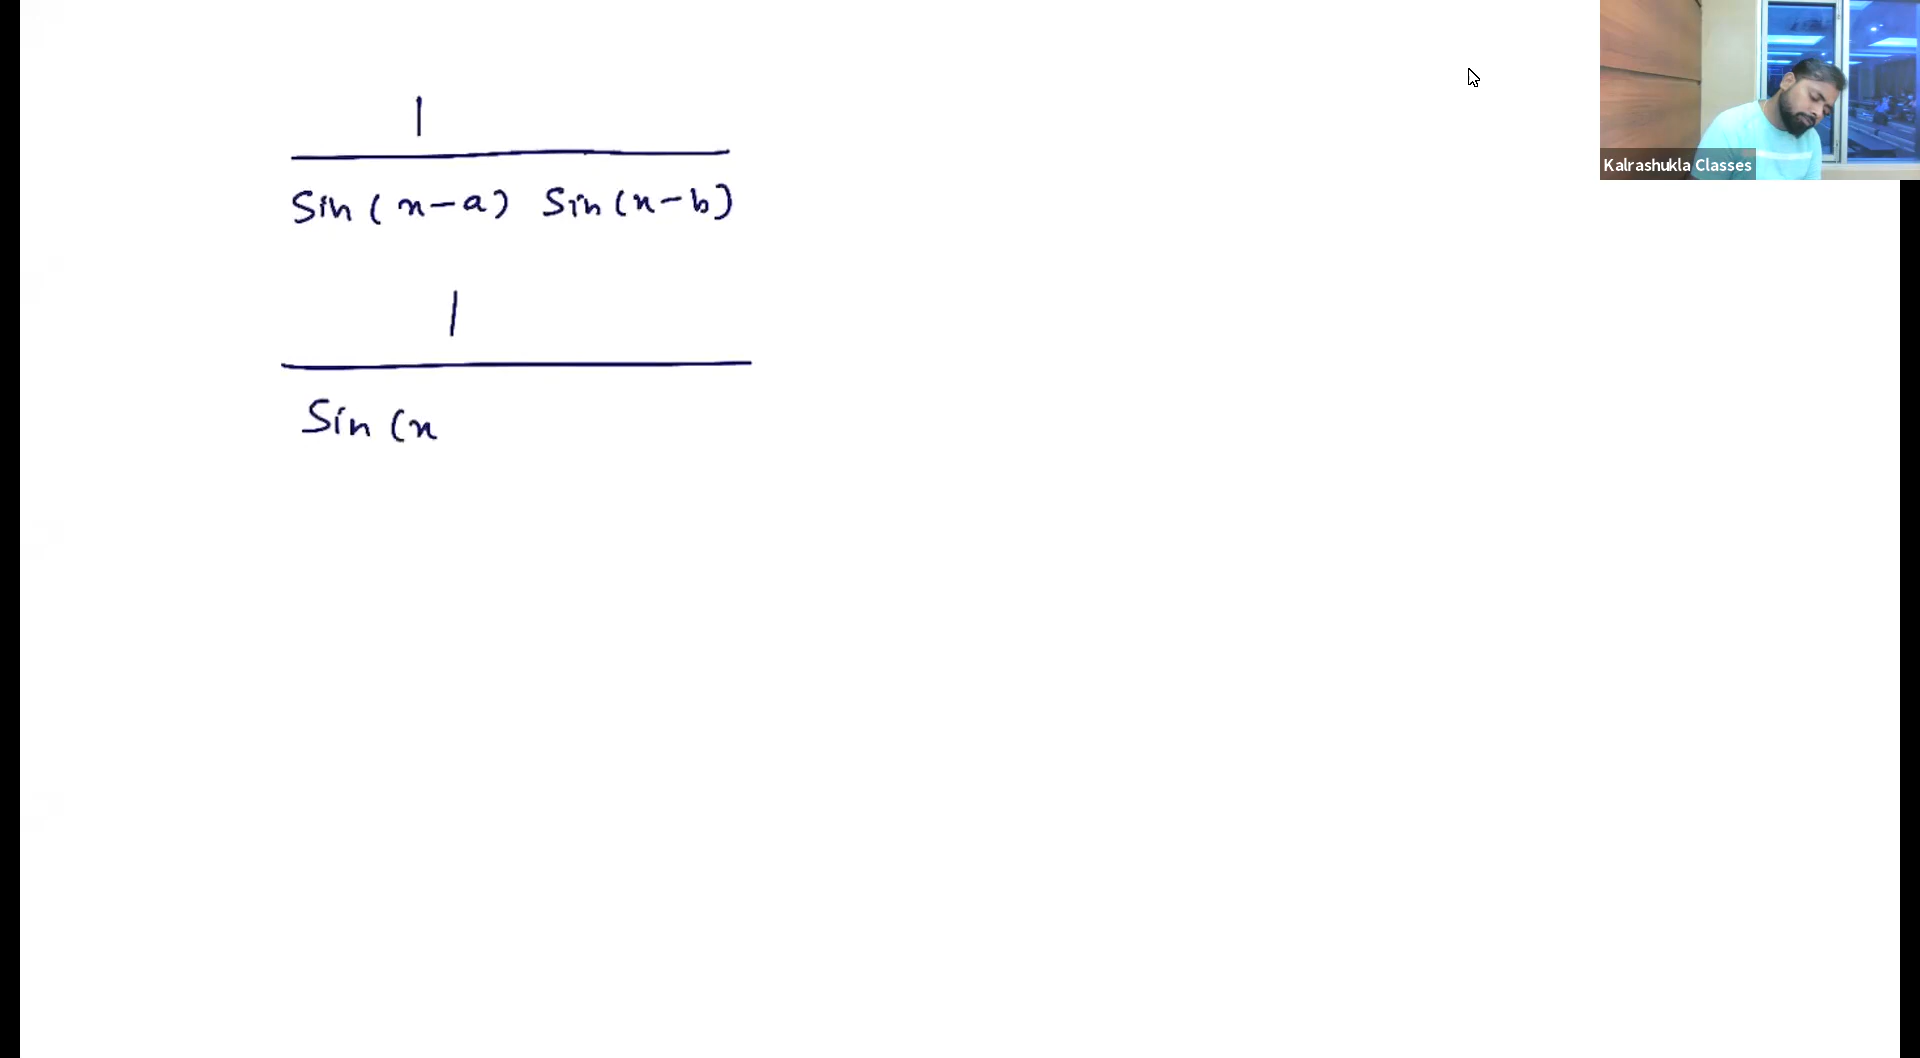 1
Sin (x-a) Sin (x-b)
1
Sin (x
Kalrashukla Classes